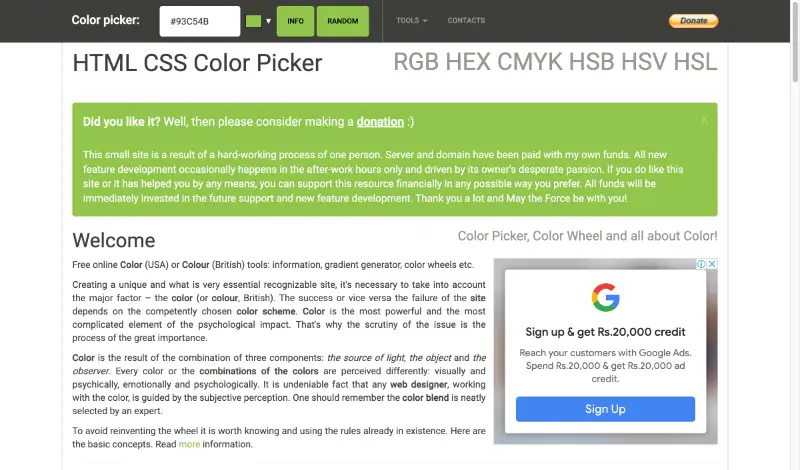 Color picker: #93C54B ▼ INFO RANDOM TOOLS CONTACTS Donate
HTML CSS Color Picker
RGB HEX CMYK HSB HSV HSL
Did you like it? Well, then please consider making a donation :)
X
This small site is a result of a hard-working process of one person. Server and domain have been paid with my own funds. All new
feature development occasionally happens in the after-work hours only and driven by its owner's desperate passion. If you do like this
site or it has helped you by any means, you can support this resource financially in any possible way you prefer. All funds will be
immediately invested in the future support and new feature development. Thank you a lot and May the Force be with you!
Welcome
Color Picker, Color Wheel and all about Color!
Free online Color (USA) or Colour (British) tools: information, gradient generator, color wheels etc.
Creating a unique and what is very essential recognizable site, it's necessary to take into account
the major factor – the color (or colour, British). The success or vice versa the failure of the site
depends on the competently chosen color scheme. Color is the most powerful and the most
complicated element of the psychological impact. That's why the scrutiny of the issue is the
process of the great importance.
Color is the result of the combination of three components: the source of light, the object and the
observer. Every color or the combinations of the colors are perceived differently: visually and
psychically, emotionally and psychologically. It is undeniable fact that any web designer, working
with the color, is guided by the subjective perception. One should remember the color blend is neatly
selected by an expert.
To avoid reinventing the wheel it is worth knowing and using the rules already in existence. Here are
the basic concepts. Read more information.
Sign up & get Rs.20,000 credit
Reach your customers with Google Ads.
Spend Rs.20,000 & get Rs.20,000 ad
credit.
Sign Up